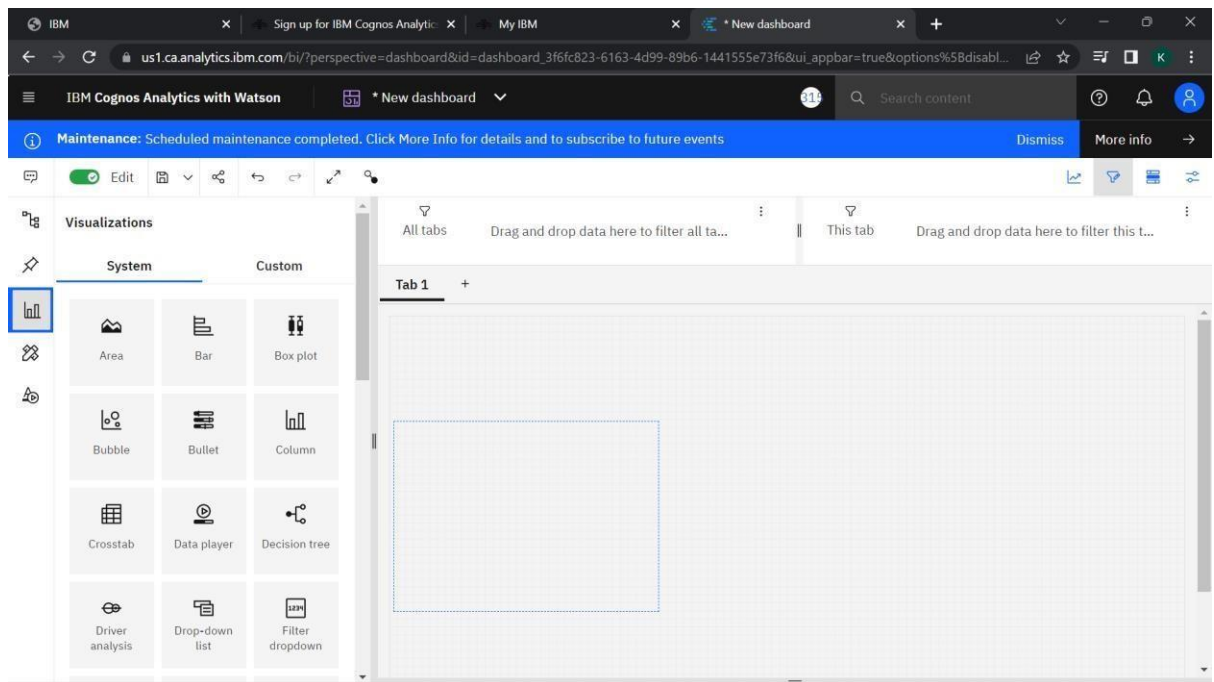 IBM
Sign up for IBM Cognos Analytic
My IBM
* New dashboard
us1.ca.analytics.ibm.com/bi/?perspective=dashboard&id=dashboard_3f6fc823-6163-4d99-89b6-1441555e73f6&ui_appbar=true&options%5Bdisabl...
K
IBM Cognos Analytics with Watson
* New dashboard
Search content
Maintenance: Scheduled maintenance completed. Click More Info for details and to subscribe to future events
Dismiss
More info
Edit
Visualizations
System
Custom
All tabs
Drag and drop data here to filter all ta...
This tab
Drag and drop data here to filter this t...
Tab 1
Area
Bar
Box plot
Bubble
Bullet
Column
Crosstab
Data player
Decision tree
Driver
analysis
Drop-down
list
1234
Filter
dropdown